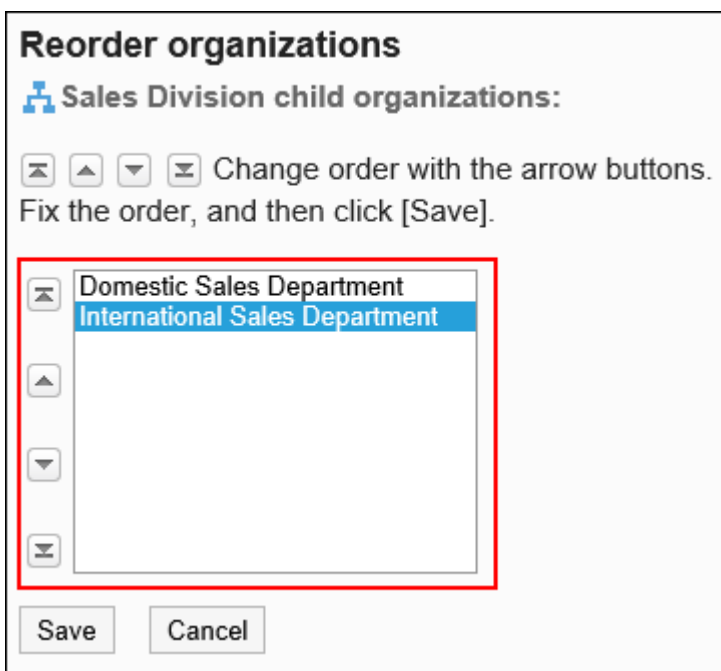 Reorder organizations
Sales Division child organizations:
Change order with the arrow buttons.
Fix the order, and then click [Save].
Domestic Sales Department
International Sales Department
Save
Cancel